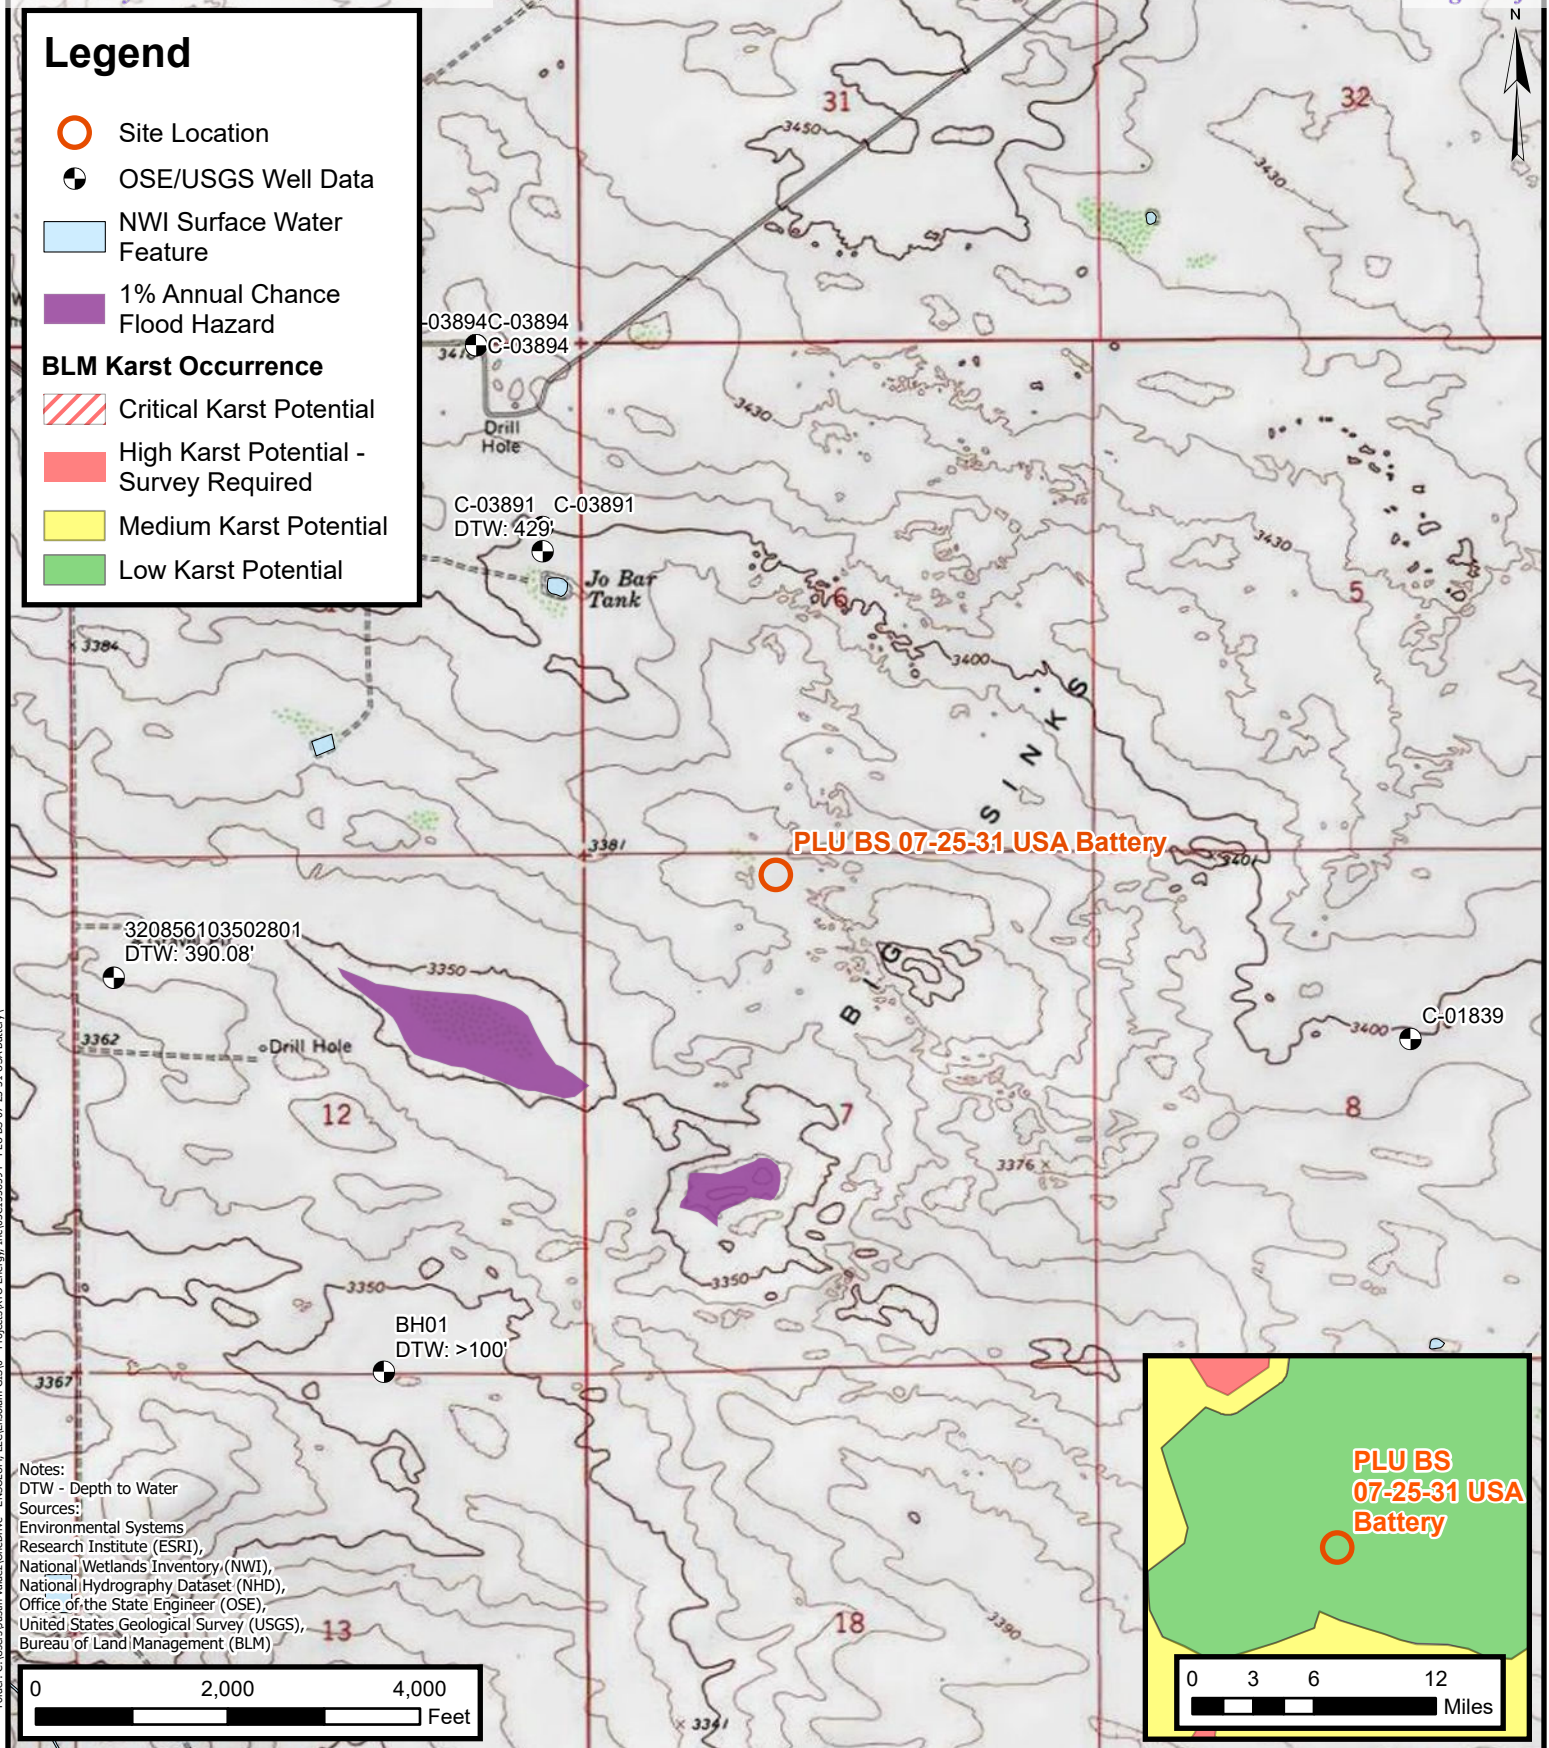 N
Legend
Site Location
OSE/USGS Well Data
NWI Surface Water
Feature
1% Annual Chance
Flood Hazard
BLM Karst Occurrence
Critical Karst Potential
High Karst Potential -
Survey Required
Medium Karst Potential
Low Karst Potential
31
32
3450
3430
-03894C-03894
C-03894
Drill
Hole
3430
C-03891 C-03891
DTW: 429'
3430
Jo Bar
Tank
6
5
3384
3400
BIG SINKS
3381
PLU BS 07-25-31 USA Battery
3401
320856103502801
DTW: 390.08'
3350
3362
Drill Hole
C-01839
3400
12
7
8
3376
3350
3350
BH01
DTW: >100'
3367
Notes:
DTW - Depth to Water
Sources:
Environmental Systems
Research Institute (ESRI),
National Wetlands Inventory (NWI),
National Hydrography Dataset (NHD),
Office of the State Engineer (OSE),
United States Geological Survey (USGS),
Bureau of Land Management (BLM)
13
18
3390
3341
0 2,000 4,000
Feet
PLU BS
07-25-31 USA
Battery
0 3 6 12
Miles